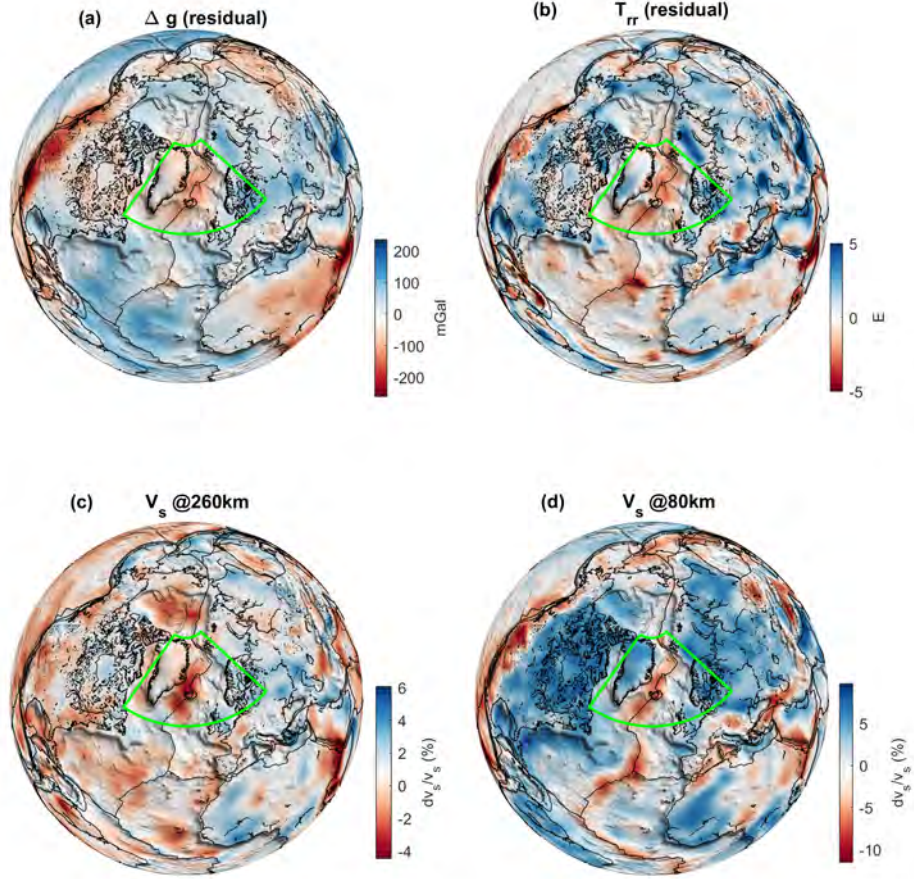 (a) Δ g (residual)
(b) T_rr (residual)
200
100
0
-100
-200
mGal
5
0
-5
E
(c) V_s @260km
(d) V_s @80km
6
4
2
0
-2
-4
dv_s/v_s (%)
5
0
-5
-10
dv_s/v_s (%)